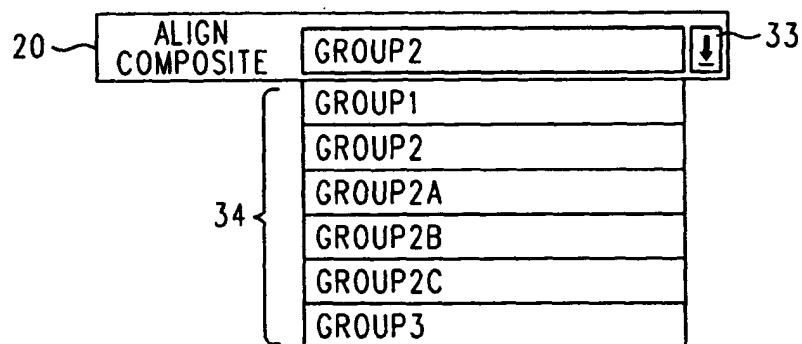 20 ALIGN COMPOSITE GROUP2 33
GROUP1
GROUP2
GROUP2A
34 GROUP2B
GROUP2C
GROUP3